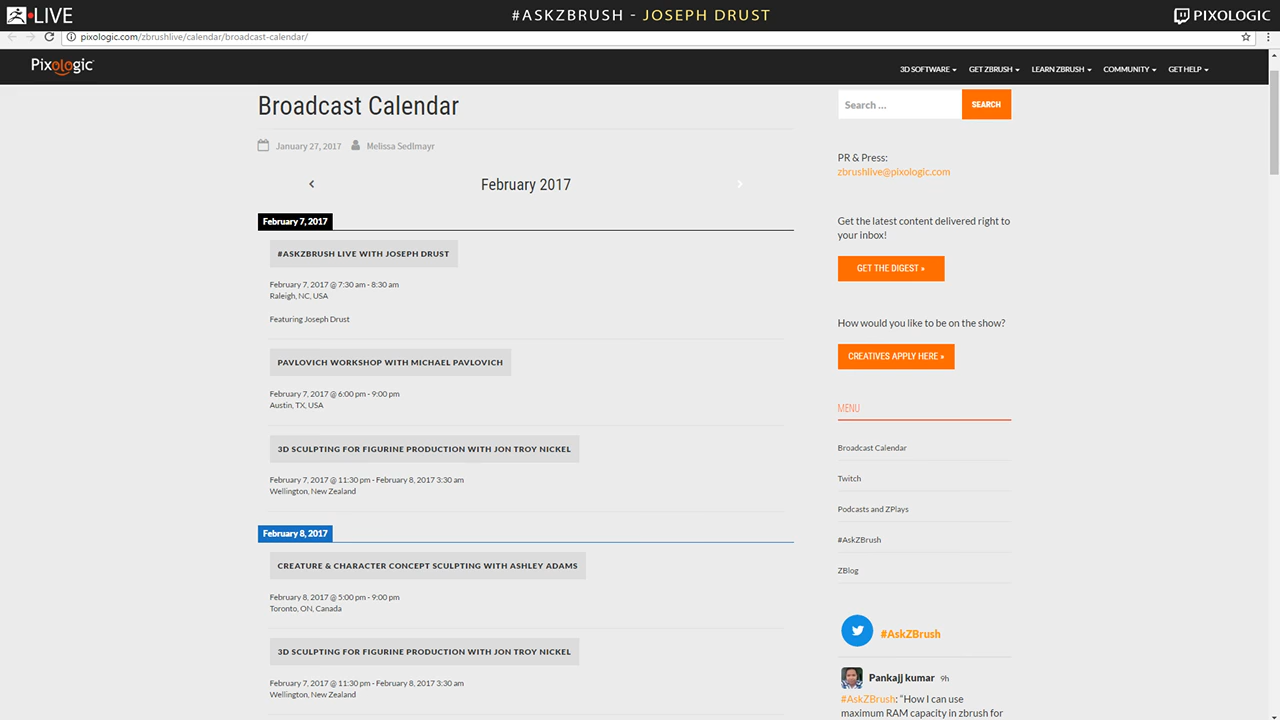 LIVE
#ASKZBRUSH - JOSEPH DRUST
PIXOLOGIC
pixologic.com/zbrushlive/calendar/broadcast-calendar/
Pixologic
3D SOFTWARE
GET ZBRUSH
LEARN ZBRUSH
COMMUNITY
GET HELP
Broadcast Calendar
January 27, 2017 Melissa Sedlmayr
February 2017
February 7, 2017
#ASKZBRUSH LIVE WITH JOSEPH DRUST
February 7, 2017 @ 7:30 am - 8:30 am
Raleigh, NC, USA
Featuring Joseph Drust
PAVLOVICH WORKSHOP WITH MICHAEL PAVLOVICH
February 7, 2017 @ 6:00 pm - 9:00 pm
Austin, TX, USA
3D SCULPTING FOR FIGURINE PRODUCTION WITH JON TROY NICKEL
February 7, 2017 @ 11:30 pm - February 8, 2017 3:30 am
Wellington, New Zealand
February 8, 2017
CREATURE & CHARACTER CONCEPT SCULPTING WITH ASHLEY ADAMS
February 8, 2017 @ 5:00 pm - 9:00 pm
Toronto, ON, Canada
3D SCULPTING FOR FIGURINE PRODUCTION WITH JON TROY NICKEL
February 7, 2017 @ 11:30 pm - February 8, 2017 3:30 am
Wellington, New Zealand
Search ...
SEARCH
PR & Press:
zbrushlive@pixologic.com
Get the latest content delivered right to
your inbox!
GET THE DIGEST »
How would you like to be on the show?
CREATIVES APPLY HERE »
MENU
Broadcast Calendar
Twitch
Podcasts and ZPlays
#AskZBrush
ZBlog
#AskZBrush
Pankajj kumar 9h
#AskZBrush: “How I can use
maximum RAM capacity in zbrush for